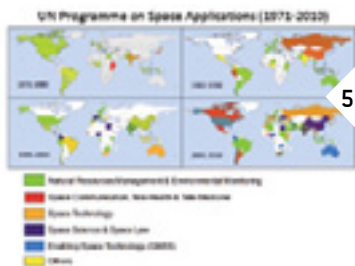 UN Programme on Space Applications (1971-2010)
5
Natural Resources Management & Environmental Monitoring
Space Communication, Tele-Health & Tele-Medicine
Space Technology
Space Science & Space Law
Enabling Space Technology (GNSS)
Others